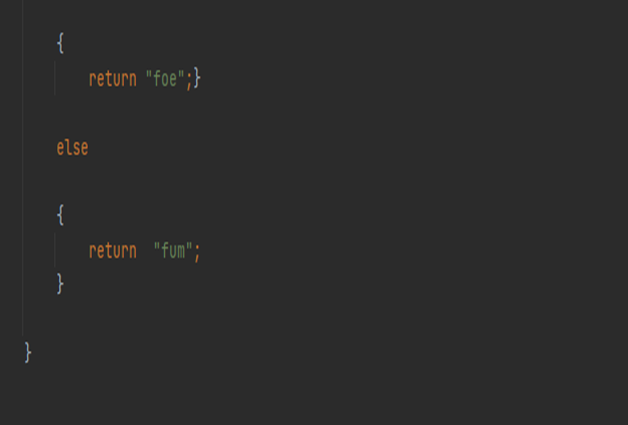 {
return "foe";}
else
{
return "fum";
}
}